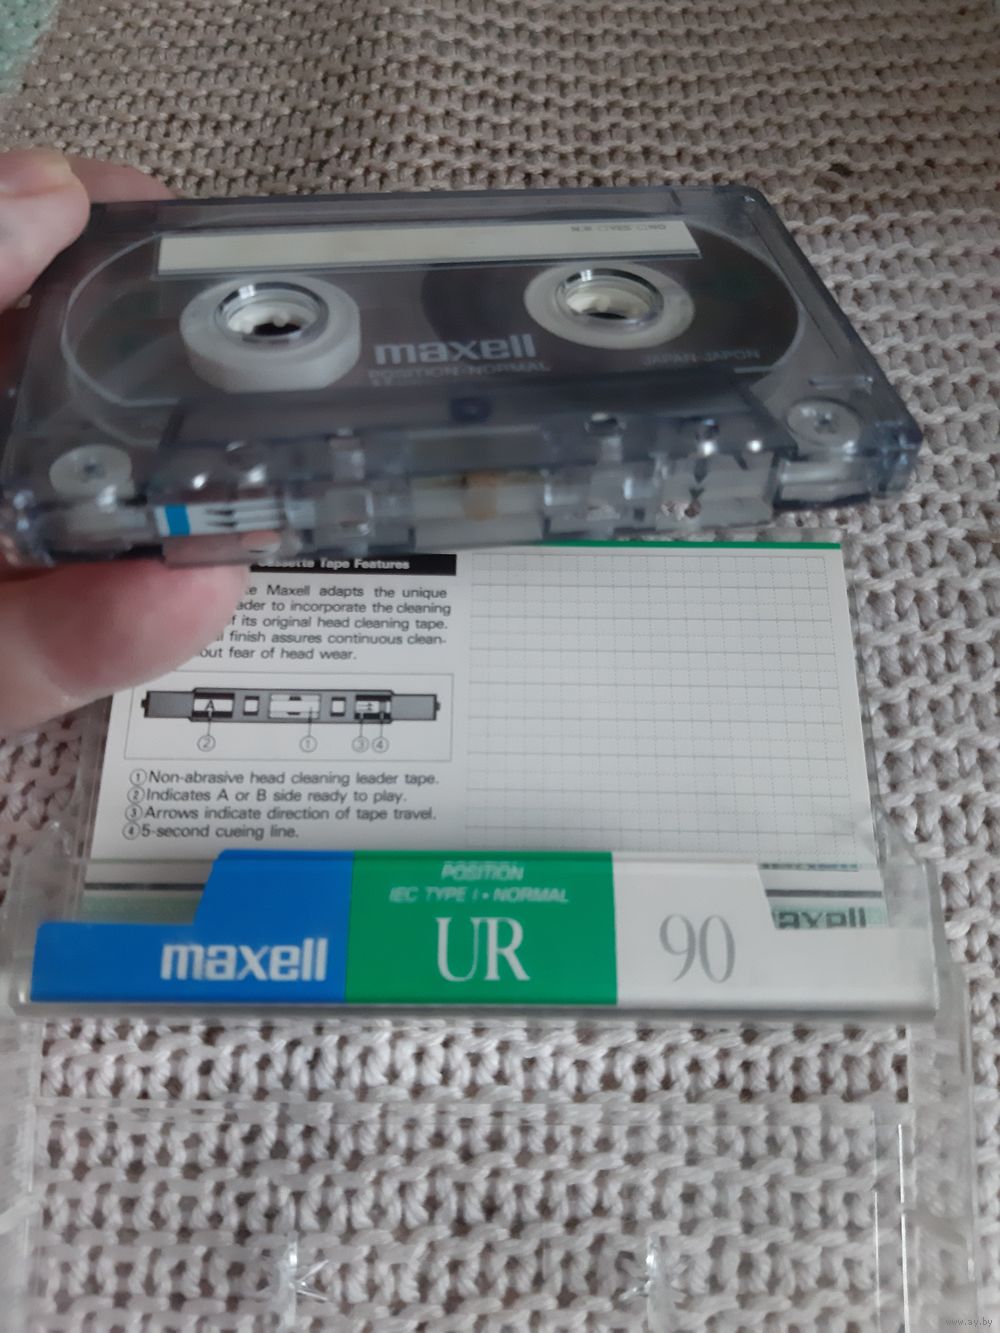 maxell
POSITION·NORMAL
JAPAN·JAPON
Cassette Tape Features
Maxell adapts the unique
to incorporate the cleaning
its original head cleaning tape.
finish assures continuous clean-
out fear of head wear.
A
② ① ③ ④
①Non-abrasive head cleaning leader tape.
②Indicates A or B side ready to play.
③Arrows indicate direction of tape travel.
④5-second cueing line.
POSITION
IEC TYPE I • NORMAL
maxell UR 90
maxell
www.ay.by